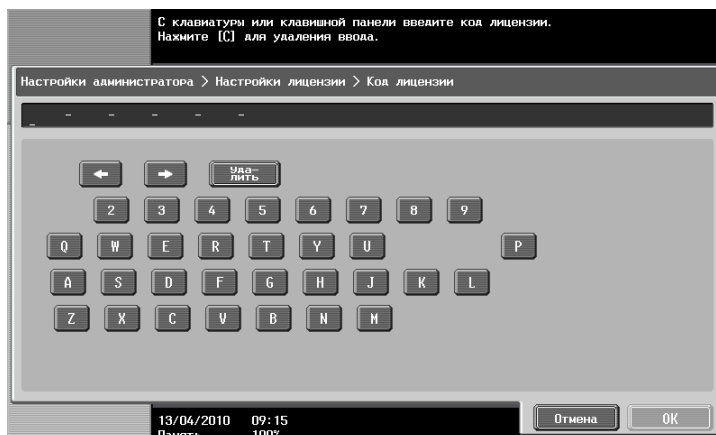 С клавиатуры или клавишной панели введите код лицензии.
Нажмите [C] для удаления ввода.
Настройки администратора > Настройки лицензии > Код лицензии
_ - - - - -
← → Уда-
лить
2 3 4 5 6 7 8 9
Q W E R T Y U P
A S D F G H J K L
Z X C V B N M
Отмена OK
13/04/2010 09:15
Память 100%